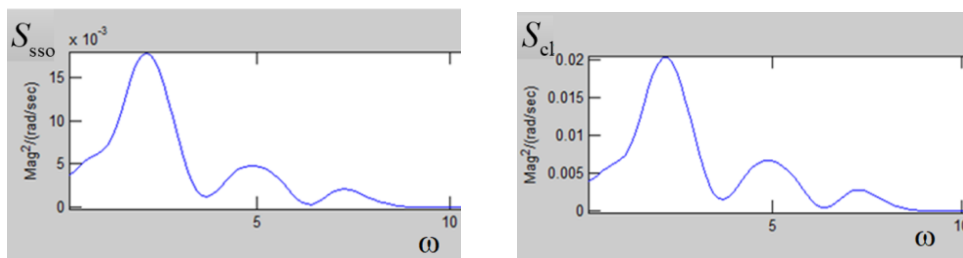 S_sso
x 10^-3
Mag^2/(rad/sec)
15
10
5
0
5
10
ω
S_cl
Mag^2/(rad/sec)
0.02
0.015
0.01
0.005
0
5
10
ω